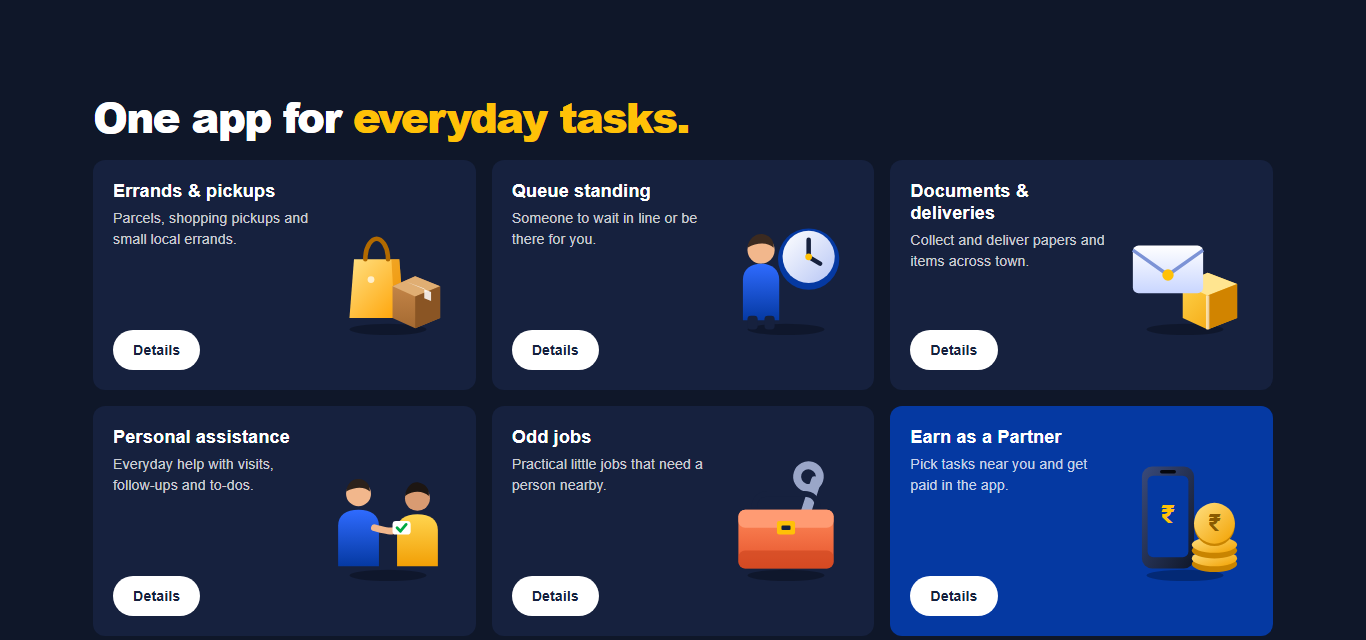 One app for everyday tasks.
Errands & pickups
Parcels, shopping pickups and
small local errands.
Details
Queue standing
Someone to wait in line or be
there for you.
Details
Documents &
deliveries
Collect and deliver papers and
items across town.
Details
Personal assistance
Everyday help with visits,
follow-ups and to-dos.
Details
Odd jobs
Practical little jobs that need a
person nearby.
Details
Earn as a Partner
Pick tasks near you and get
paid in the app.
₹
₹
Details